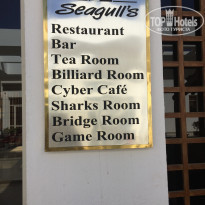 TOP Hotels
Seagull's
Restaurant
Bar
Tea Room
Billiard Room
Cyber Café
Sharks Room
Bridge Room
Game Room